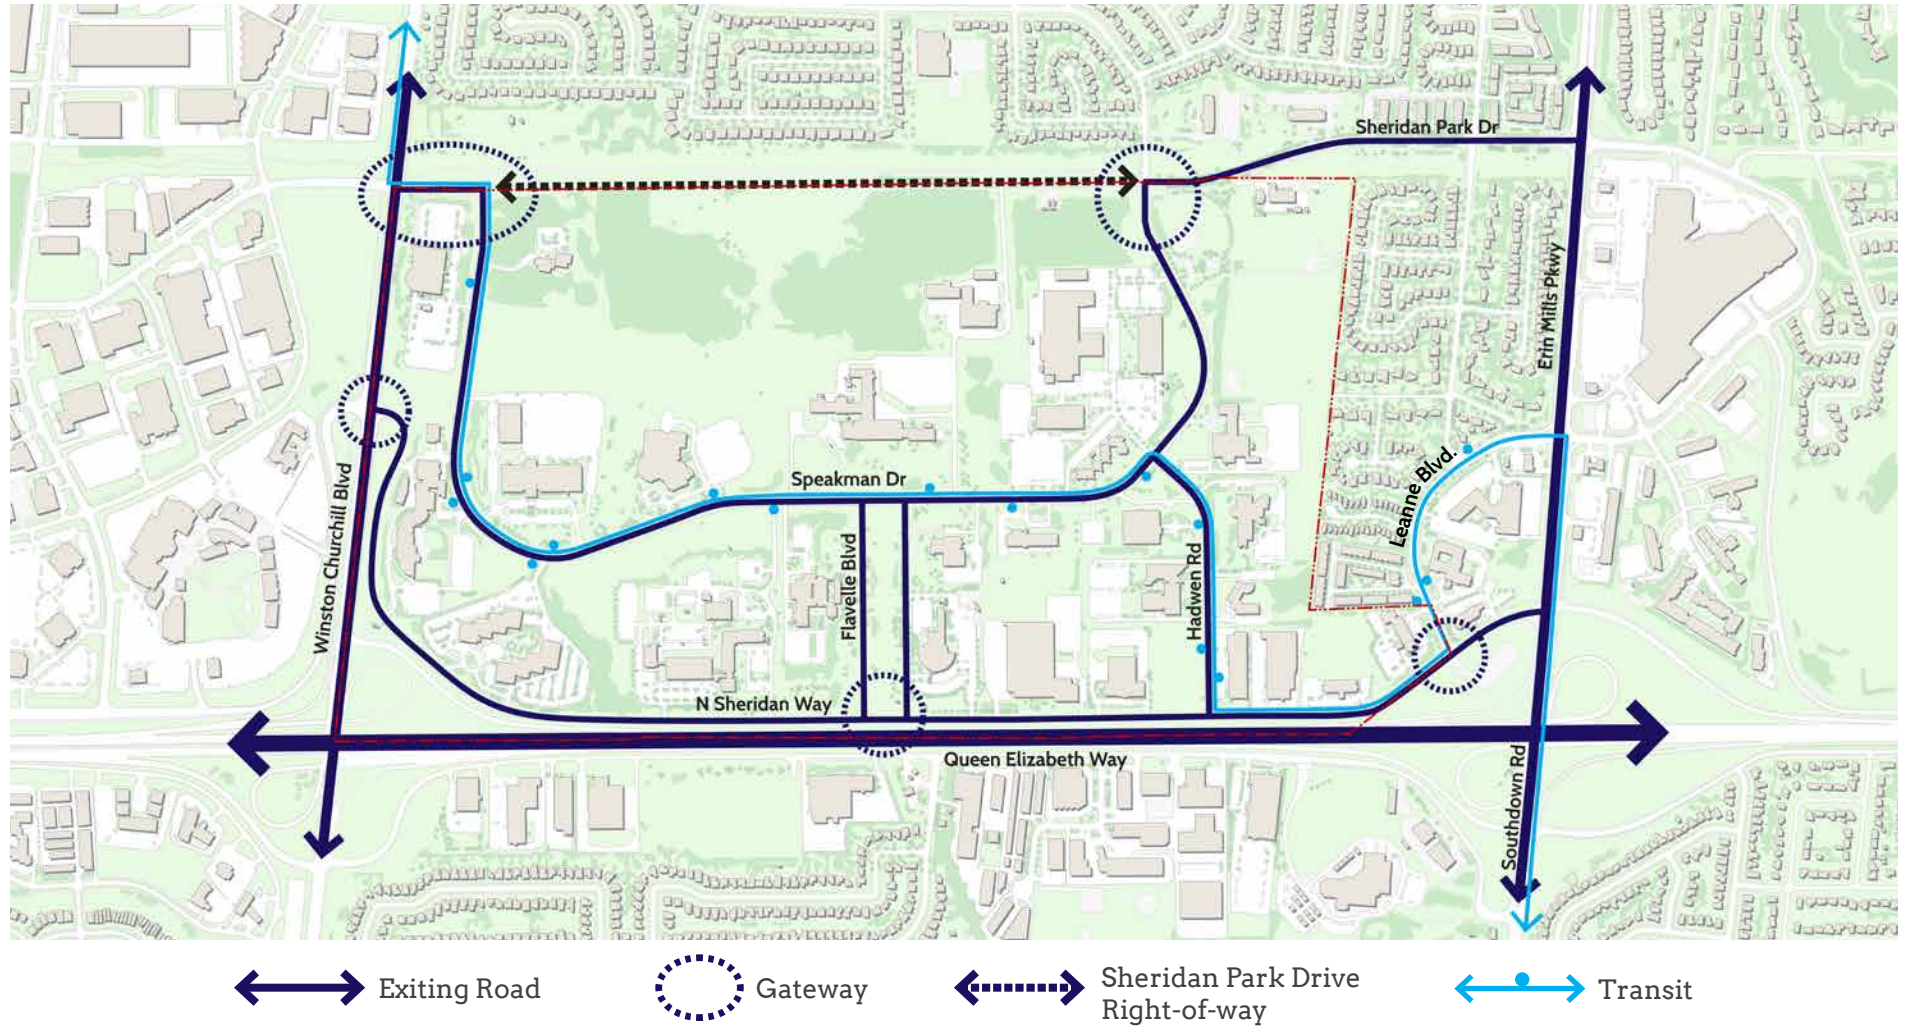 Sheridan Park Dr
Erin Mills Pkwy
Leanne Blvd.
Winston Churchill Blvd
Speakman Dr
Flavelle Blvd
Hadwen Rd
N Sheridan Way
Queen Elizabeth Way
Southdown Rd
Exiting Road
Gateway
Sheridan Park Drive
Right-of-way
Transit